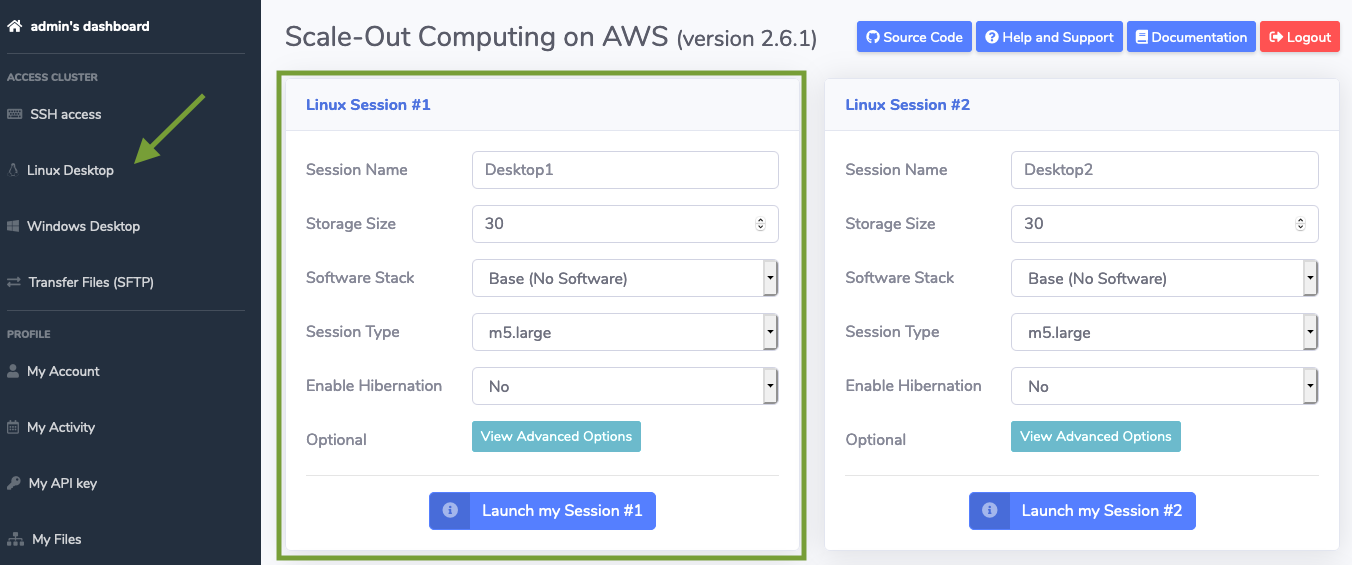 admin's dashboard
ACCESS CLUSTER
SSH access
Linux Desktop
Windows Desktop
Transfer Files (SFTP)
PROFILE
My Account
My Activity
My API key
My Files
Scale-Out Computing on AWS (version 2.6.1)
Source Code
Help and Support
Documentation
Logout
Linux Session #1
Session Name
Desktop1
Storage Size
30
Software Stack
Base (No Software)
Session Type
m5.large
Enable Hibernation
No
Optional
View Advanced Options
Launch my Session #1
Linux Session #2
Session Name
Desktop2
Storage Size
30
Software Stack
Base (No Software)
Session Type
m5.large
Enable Hibernation
No
Optional
View Advanced Options
Launch my Session #2